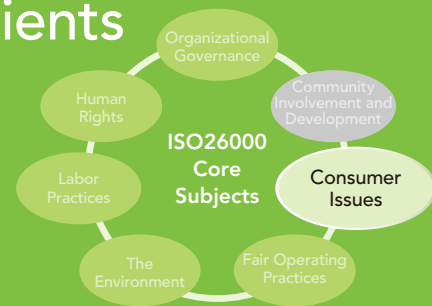 ients
Organizational
Governance
Community
Involvement and
Development
Human
Rights
ISO26000
Core
Subjects
Consumer
Issues
Labor
Practices
The
Environment
Fair Operating
Practices